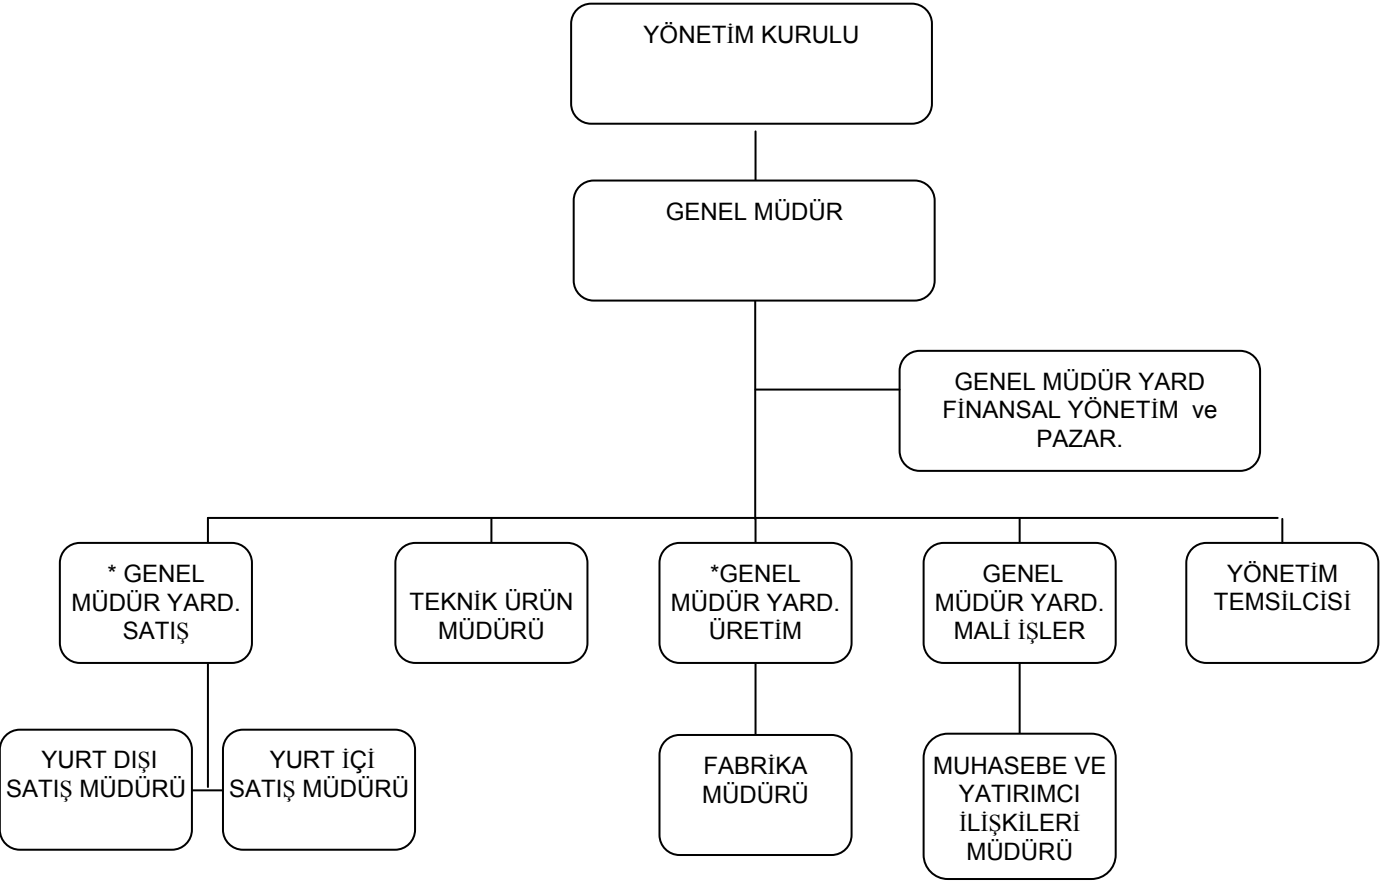 YÖNETİM KURULU
GENEL MÜDÜR
GENEL MÜDÜR YARD
FİNANSAL YÖNETİM ve
PAZAR.
* GENEL
MÜDÜR YARD.
SATIŞ
TEKNİK ÜRÜN
MÜDÜRÜ
*GENEL
MÜDÜR YARD.
ÜRETİM
GENEL
MÜDÜR YARD.
MALİ İŞLER
YÖNETİM
TEMSİLCİSİ
YURT DIŞI
SATIŞ MÜDÜRÜ
YURT İÇİ
SATIŞ MÜDÜRÜ
FABRİKA
MÜDÜRÜ
MUHASEBE VE
YATIRIMCI
İLİŞKİLERİ
MÜDÜRÜ